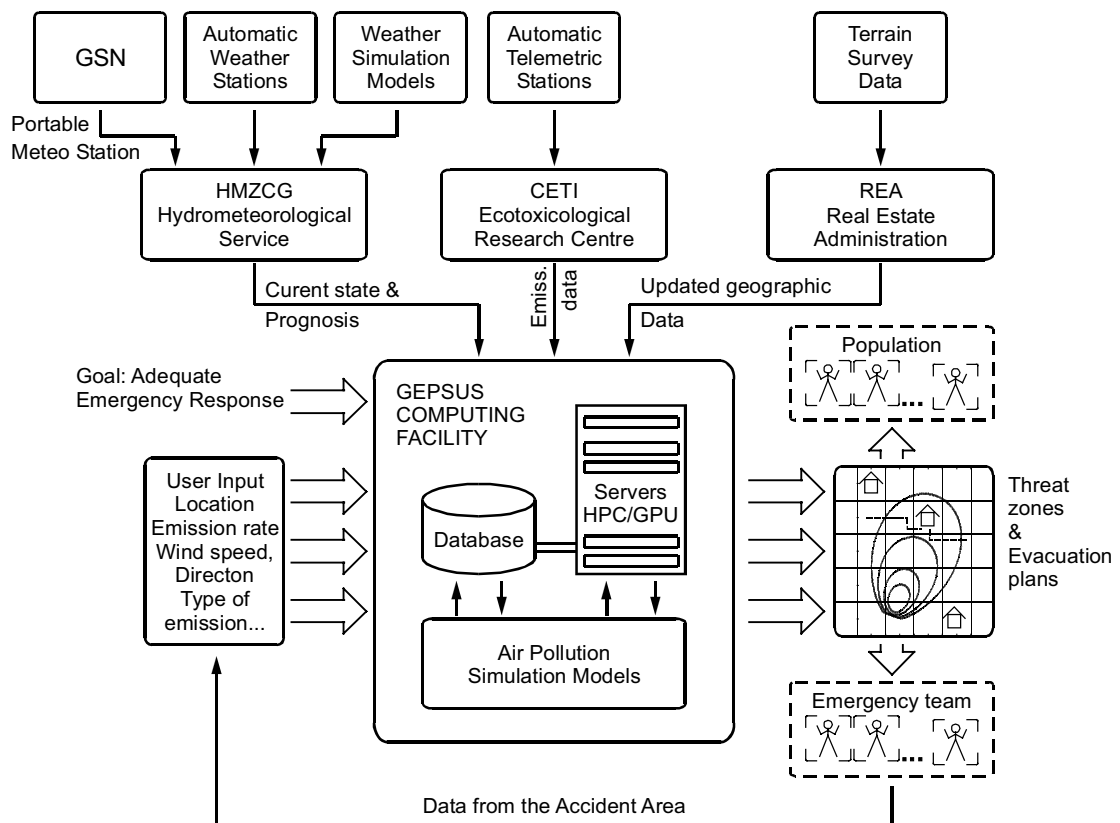 GSN
Automatic
Weather
Stations
Weather
Simulation
Models
Automatic
Telemetric
Stations
Terrain
Survey
Data
Portable
Meteo Station
HMZCG
Hydrometeorological
Service
CETI
Ecotoxicological
Research Centre
REA
Real Estate
Administration
Curent state &
Prognosis
Emiss.
data
Updated geographic
Data
Goal: Adequate
Emergency Response
GEPSUS
COMPUTING
FACILITY
Population
...
User Input
Location
Emission rate
Wind speed,
Directon
Type of
emission...
Database
Servers
HPC/GPU
Threat
zones
&
Evacuation
plans
Air Pollution
Simulation Models
Emergency team
...
Data from the Accident Area